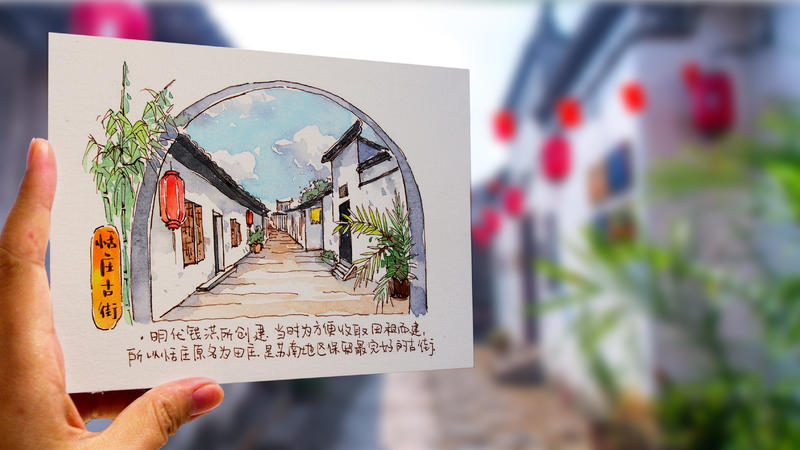 恬庄古街
明代钱洪所创建,当时为方便收取田租而建,
所以恬庄原名为田庄,是苏南地区保留最完好的古街